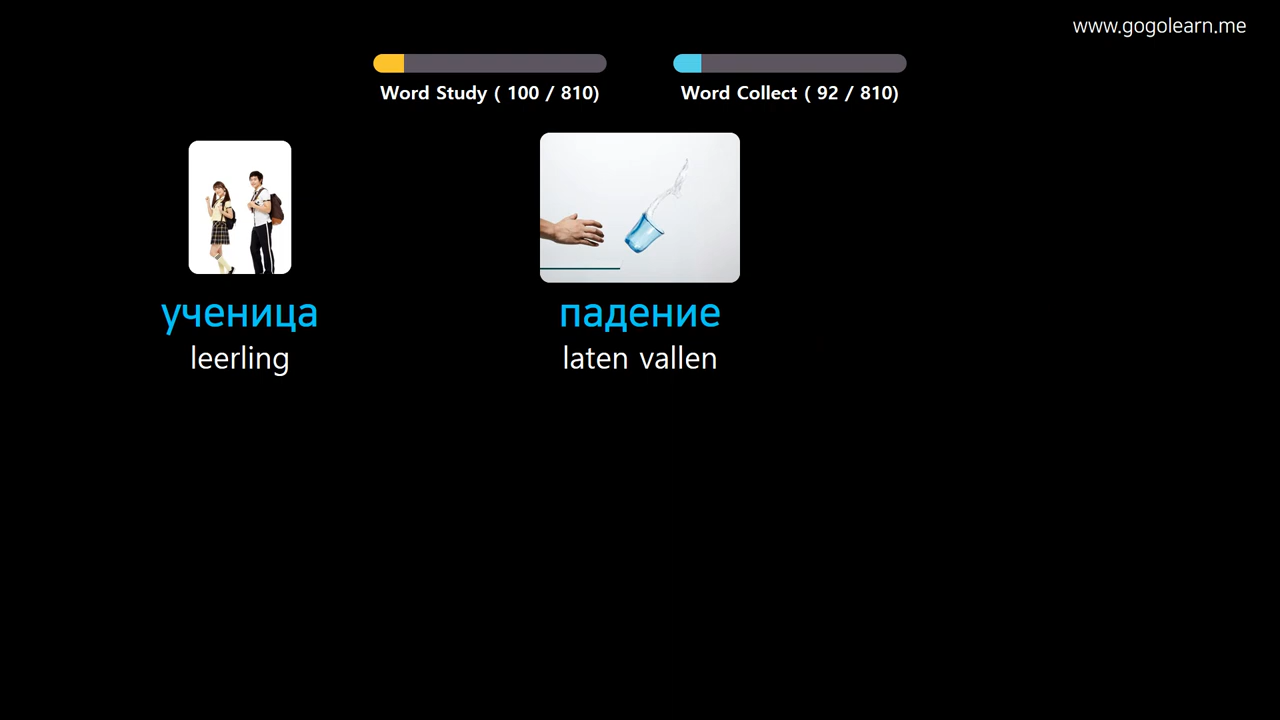 www.gogolearn.me
Word Study ( 100 / 810)
Word Collect ( 92 / 810)
ученица
leerling
падение
laten vallen